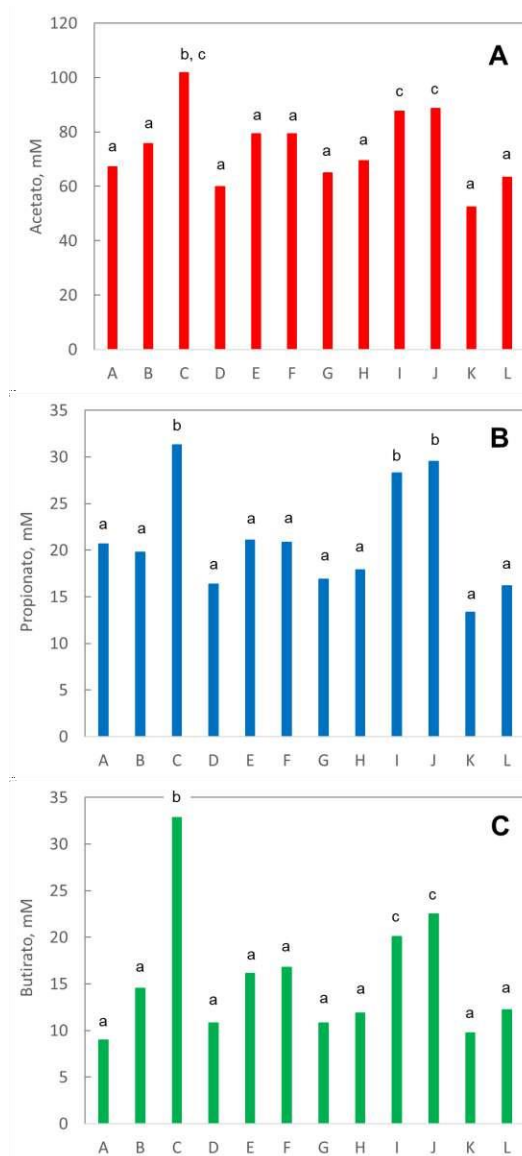 A
120
b, c
100
c c
a a
80
a a
a a
a
a
60
a
40
20
0
Acetato, mM
A B C D E F G H I J K L
B
35
b
b b
30
25
a a a a
20
a a
a
a
15
a
10
5
0
Propionato, mM
A B C D E F G H I J K L
C
35
b
30
25
c
c
20
a a
a
15
a a a
a
a
10
a
5
0
Butirato, mM
A B C D E F G H I J K L